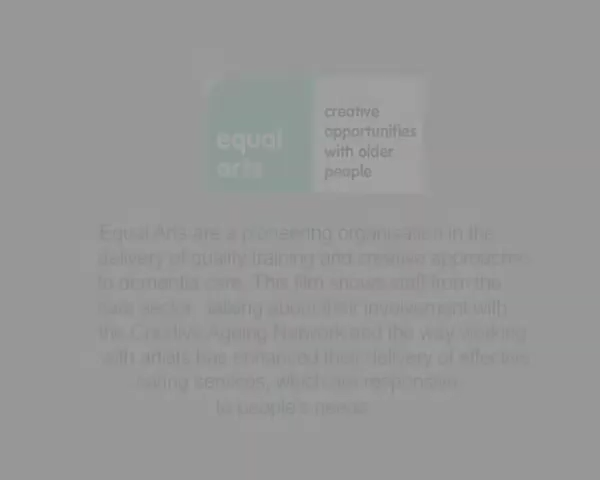 equal
arts
creative
opportunities
with older
people
Equal Arts are a pioneering organisation in the
delivery of quality training and creative approaches
to dementia care. This film shows staff from the
care sector, talking about their involvement with
the Creative Ageing Network and the way working
with artists has enhanced their delivery of effective
caring services, which are responsive
to people's needs.